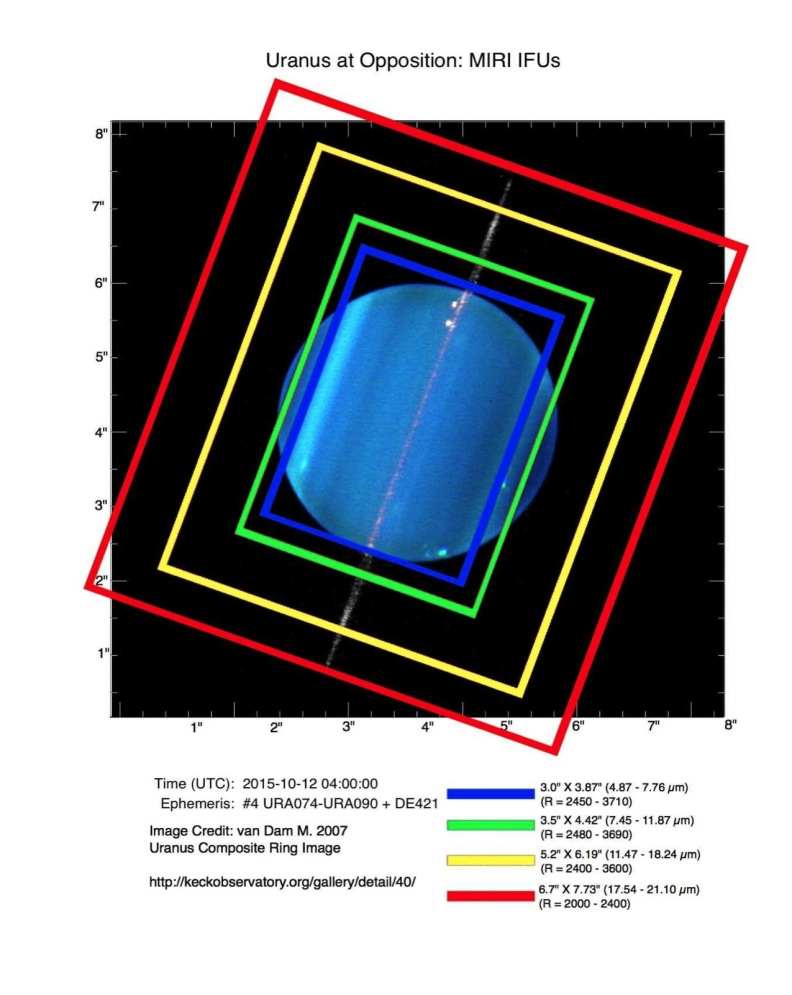 Uranus at Opposition: MIRI IFUs
8"
7"
6"
5"
4"
3"
2"
1"
1" 2" 3" 4" 5" 6" 7" 8"
Time (UTC): 2015-10-12 04:00:00
Ephemeris: #4 URA074-URA090 + DE421
Image Credit: van Dam M. 2007
Uranus Composite Ring Image
http://keckobservatory.org/gallery/detail/40/
3.0" X 3.87" (4.87 - 7.76 µm)
(R = 2450 - 3710)
3.5" X 4.42" (7.45 - 11.87 µm)
(R = 2480 - 3690)
5.2" X 6.19" (11.47 - 18.24 µm)
(R = 2400 - 3600)
6.7" X 7.73" (17.54 - 21.10 µm)
(R = 2000 - 2400)